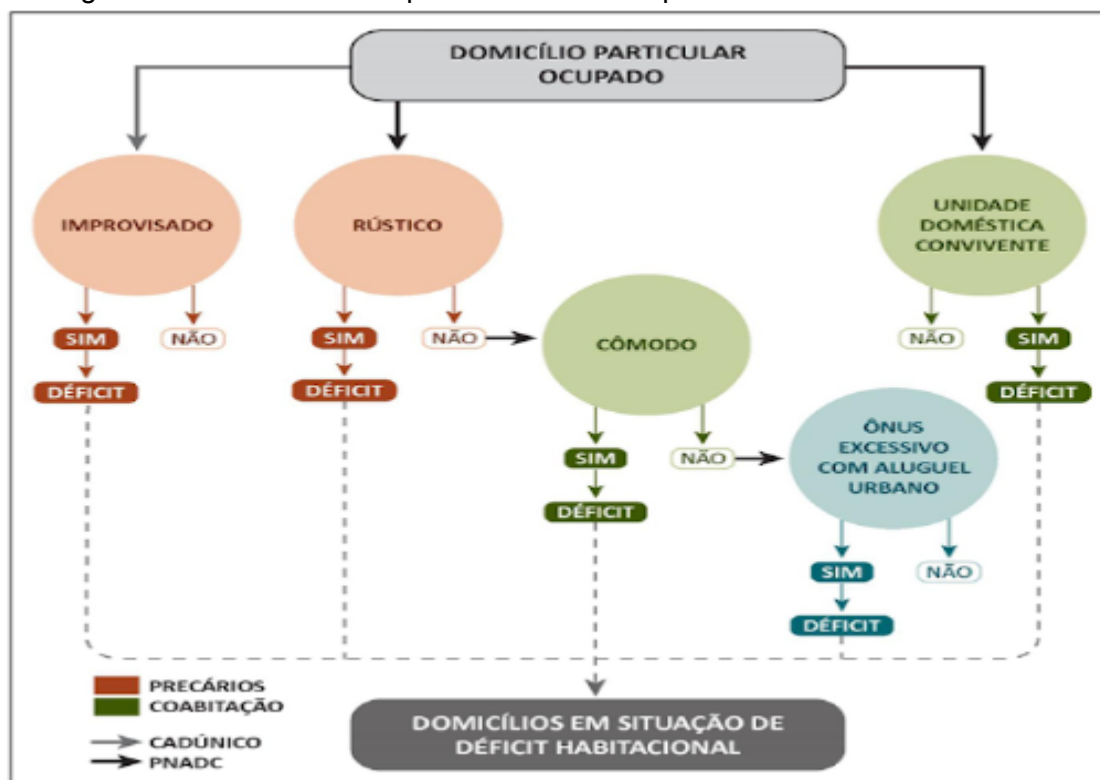 DOMICÍLIO PARTICULAR
OCUPADO
IMPROVISADO
SIM
NÃO
DÉFICIT
RÚSTICO
SIM
NÃO
DÉFICIT
CÔMODO
SIM
NÃO
DÉFICIT
ÔNUS
EXCESSIVO
COM ALUGUEL
URBANO
SIM
NÃO
DÉFICIT
UNIDADE
DOMÉSTICA
CONVIVENTE
NÃO
SIM
DÉFICIT
PRECÁRIOS
COABITAÇÃO
CADÚNICO
PNADC
DOMICÍLIOS EM SITUAÇÃO DE
DÉFICIT HABITACIONAL